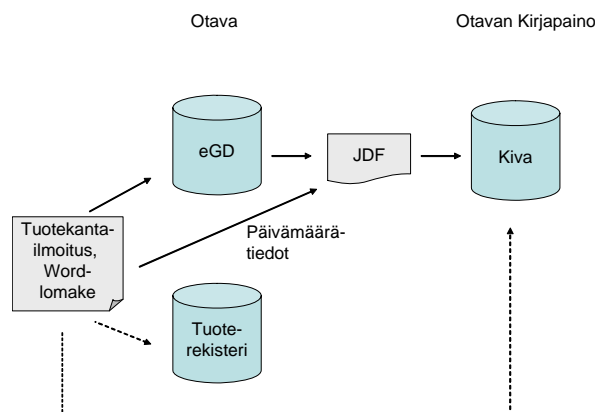 Otava
Otavan Kirjapaino
eGD
JDF
Kiva
Tuotekanta-
ilmoitus,
Word-
lomake
Päivämäärä-
tiedot
Tuote-
rekisteri